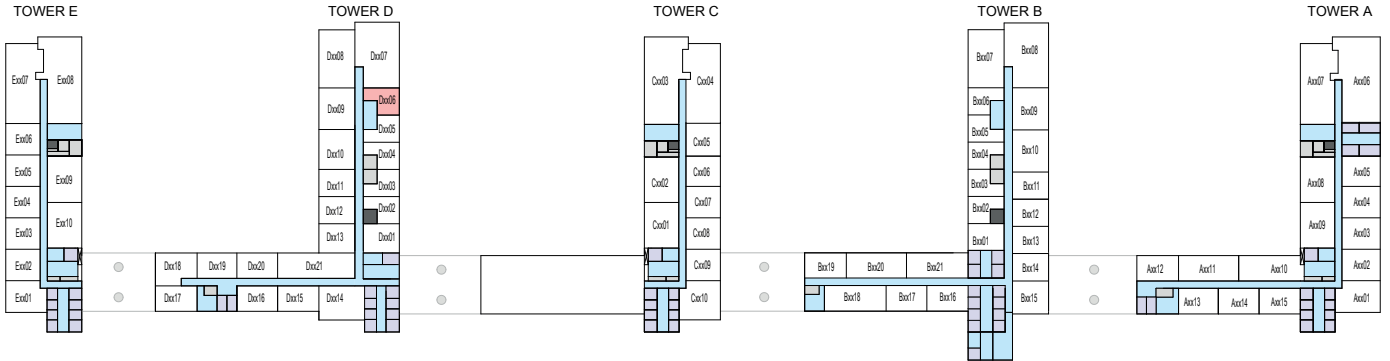 TOWER E
TOWER D
TOWER C
TOWER B
TOWER A
Exx07
Exx08
Exx06
Exx05
Exx09
Exx04
Exx03
Exx10
Exx02
Exx01
Dxx08
Dxx07
Dxx09
Dxx06
Dxx05
Dxx10
Dxx04
Dxx11
Dxx03
Dxx12
Dxx02
Dxx13
Dxx01
Dxx18
Dxx19
Dxx20
Dxx21
Dxx17
Dxx16
Dxx15
Dxx14
Cxx03
Cxx04
Cxx05
Cxx02
Cxx06
Cxx07
Cxx01
Cxx08
Cxx09
Cxx10
Bxx07
Bxx08
Bxx06
Bxx09
Bxx05
Bxx04
Bxx10
Bxx03
Bxx11
Bxx02
Bxx12
Bxx01
Bxx13
Bxx19
Bxx20
Bxx21
Bxx14
Bxx18
Bxx17
Bxx16
Bxx15
Axx07
Axx06
Axx05
Axx08
Axx04
Axx09
Axx03
Axx12
Axx11
Axx10
Axx02
Axx13
Axx14
Axx15
Axx01